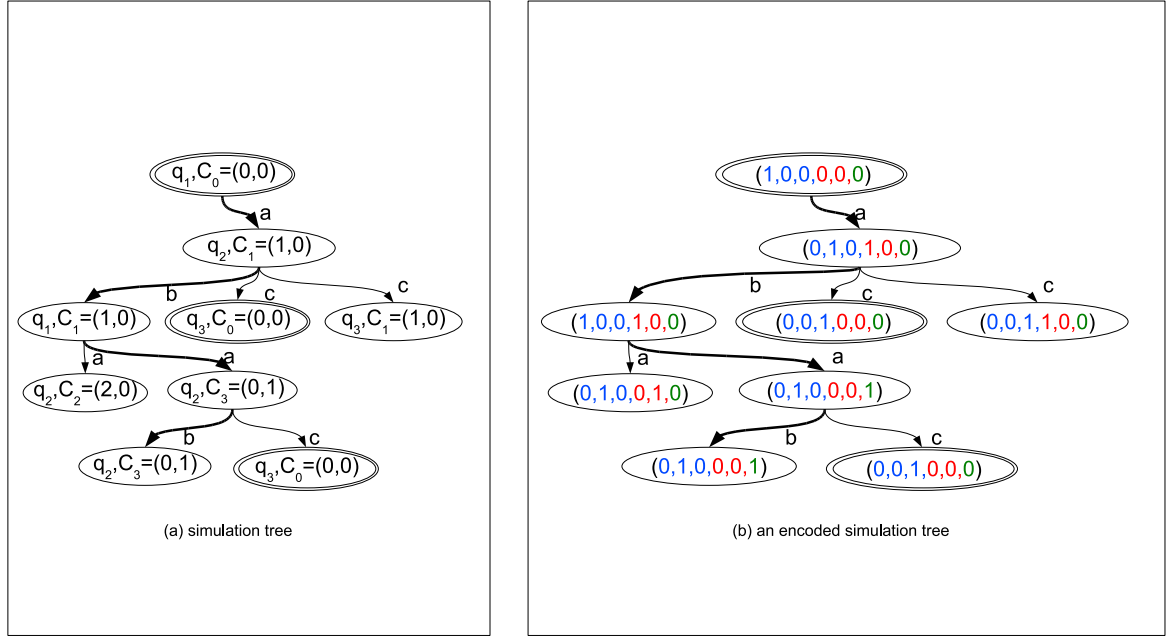 q₁,C₀=(0,0)
a
q₂,C₁=(1,0)
b
c
c
q₁,C₁=(1,0)
q₃,C₀=(0,0)
q₃,C₁=(1,0)
a
a
q₂,C₂=(2,0)
q₂,C₃=(0,1)
b
c
q₂,C₃=(0,1)
q₃,C₀=(0,0)
(a) simulation tree
(1,0,0,0,0,0)
a
(0,1,0,1,0,0)
b
c
c
(1,0,0,1,0,0)
(0,0,1,0,0,0)
(0,0,1,1,0,0)
a
a
(0,1,0,0,1,0)
(0,1,0,0,0,1)
b
c
(0,1,0,0,0,1)
(0,0,1,0,0,0)
(b) an encoded simulation tree